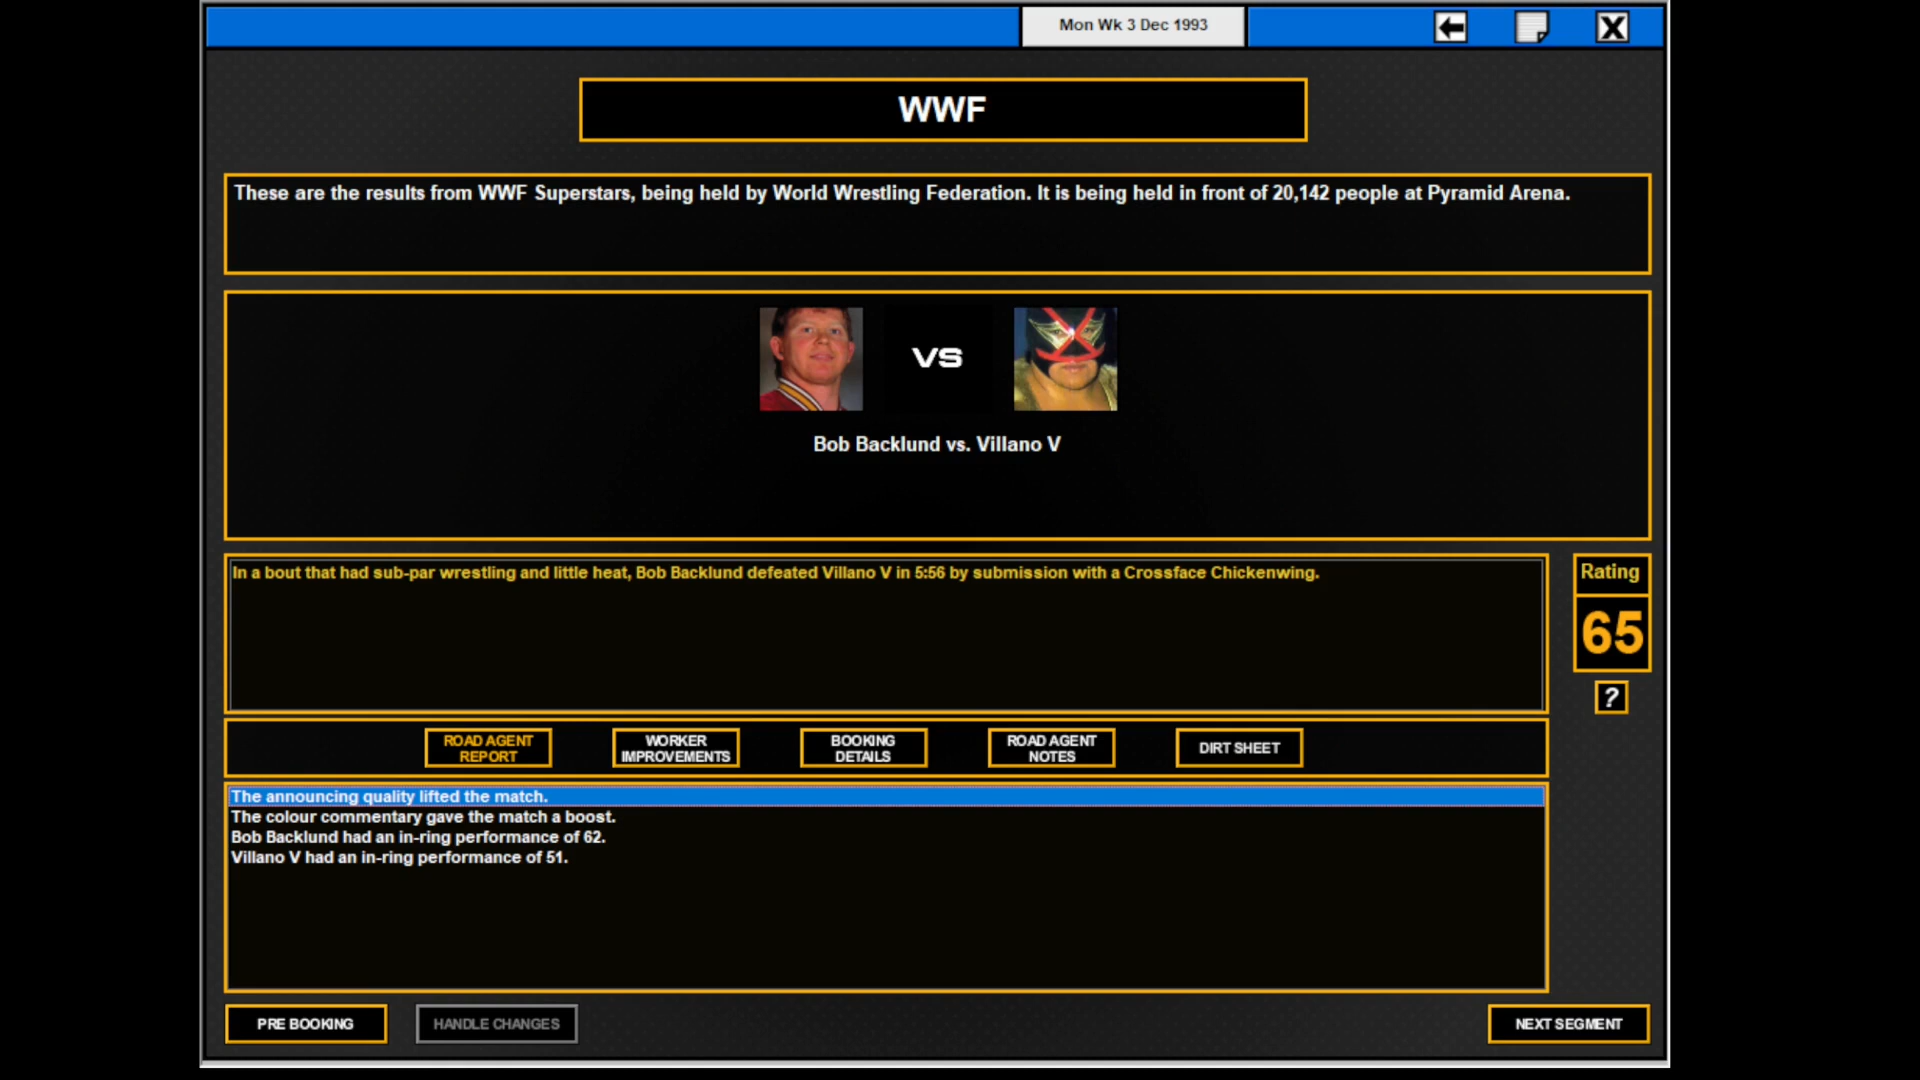 Mon Wk 3 Dec 1993
WWF
These are the results from WWF Superstars, being held by World Wrestling Federation. It is being held in front of 20,142 people at Pyramid Arena.
VS
Bob Backlund vs. Villano V
In a bout that had sub-par wrestling and little heat, Bob Backlund defeated Villano V in 5:56 by submission with a Crossface Chickenwing.
Rating
65
?
ROAD AGENT
REPORT
WORKER
IMPROVEMENTS
BOOKING
DETAILS
ROAD AGENT
NOTES
DIRT SHEET
The announcing quality lifted the match.
The colour commentary gave the match a boost.
Bob Backlund had an in-ring performance of 62.
Villano V had an in-ring performance of 51.
PRE BOOKING
HANDLE CHANGES
NEXT SEGMENT